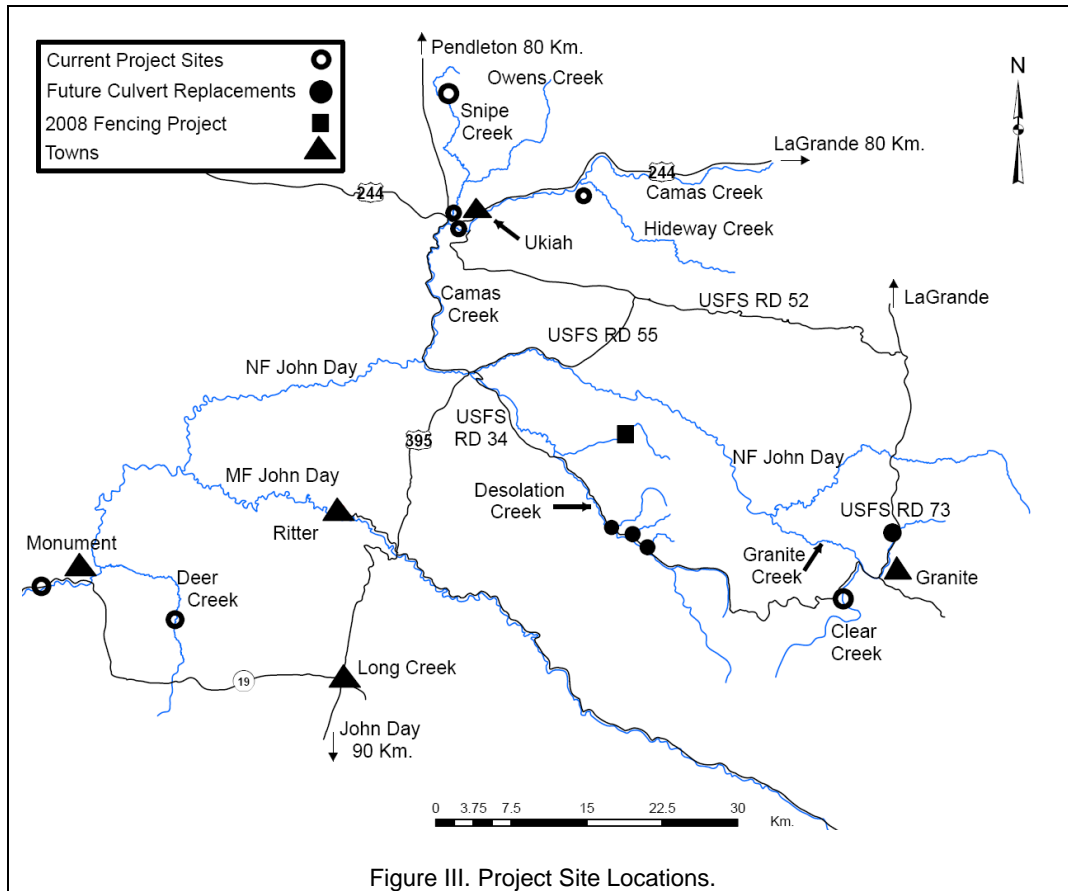 Current Project Sites
Future Culvert Replacements
2008 Fencing Project
Towns
Pendleton 80 Km.
Owens Creek
Snipe
Creek
N
LaGrande 80 Km.
244
244
Camas Creek
Hideway Creek
Ukiah
Camas
Creek
USFS RD 52
LaGrande
USFS RD 55
NF John Day
USFS
RD 34
395
NF John Day
MF John Day
Desolation
Creek
USFS RD 73
Ritter
Monument
Granite
Creek
Granite
Deer
Creek
Clear
Creek
Long Creek
19
John Day
90 Km.
0 3.75 7.5 15 22.5 30
Km.
Figure III. Project Site Locations.